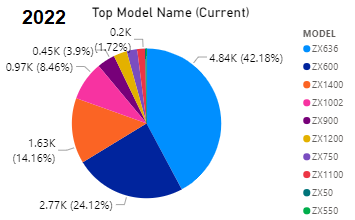 2022
Top Model Name (Current)
0.2K
(1.72%)
0.45K (3.9%)
0.97K (8.46%)
1.63K
(14.16%)
2.77K (24.12%)
4.84K (42.18%)
MODEL
ZX636
ZX600
ZX1400
ZX1002
ZX900
ZX1200
ZX750
ZX1100
ZX50
ZX550